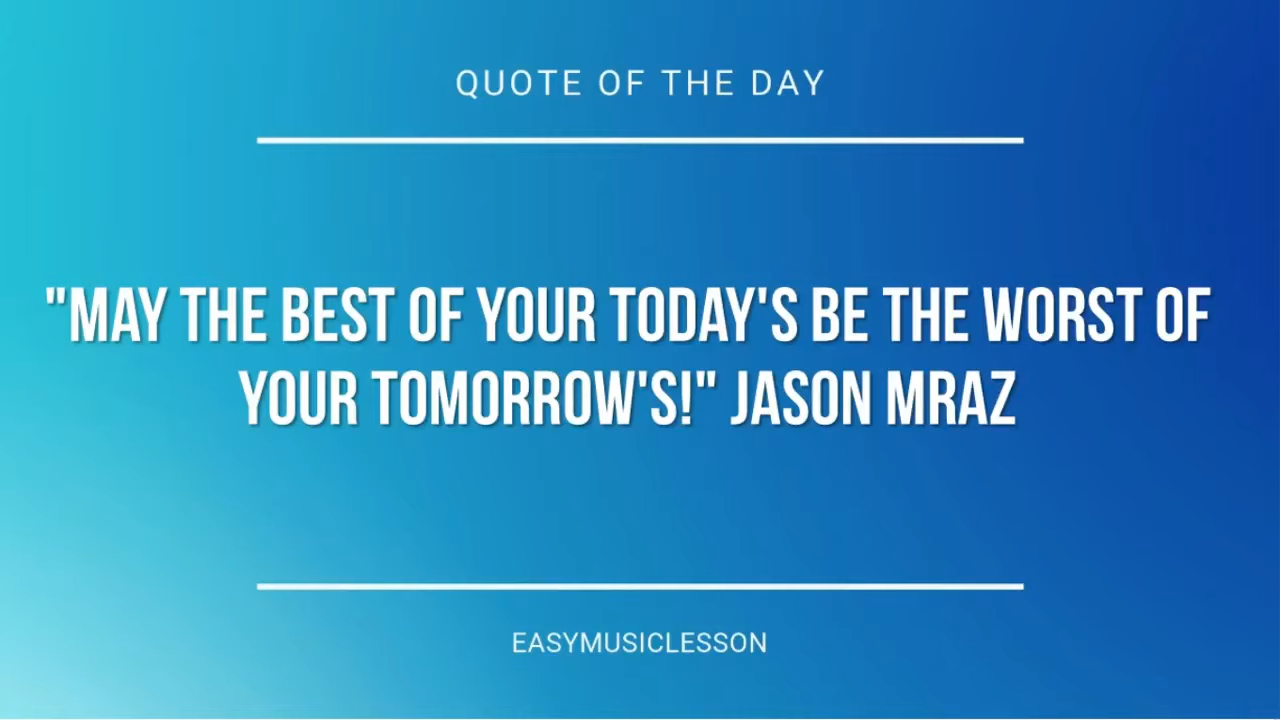 QUOTE OF THE DAY
"MAY THE BEST OF YOUR TODAY'S BE THE WORST OF
YOUR TOMORROW'S!" JASON MRAZ
EASYMUSICLESSON